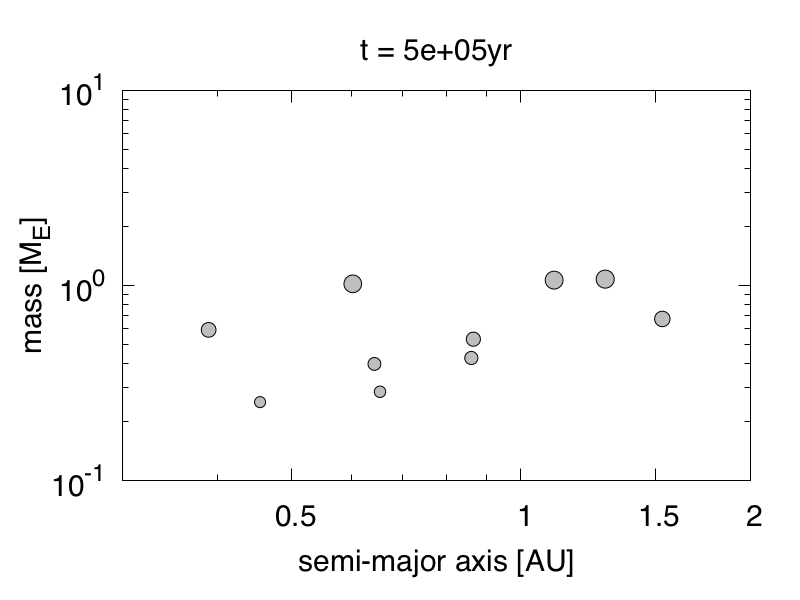 t = 5e+05yr
10^1
10^0
10^-1
mass [M_E]
0.5 1 1.5 2
semi-major axis [AU]